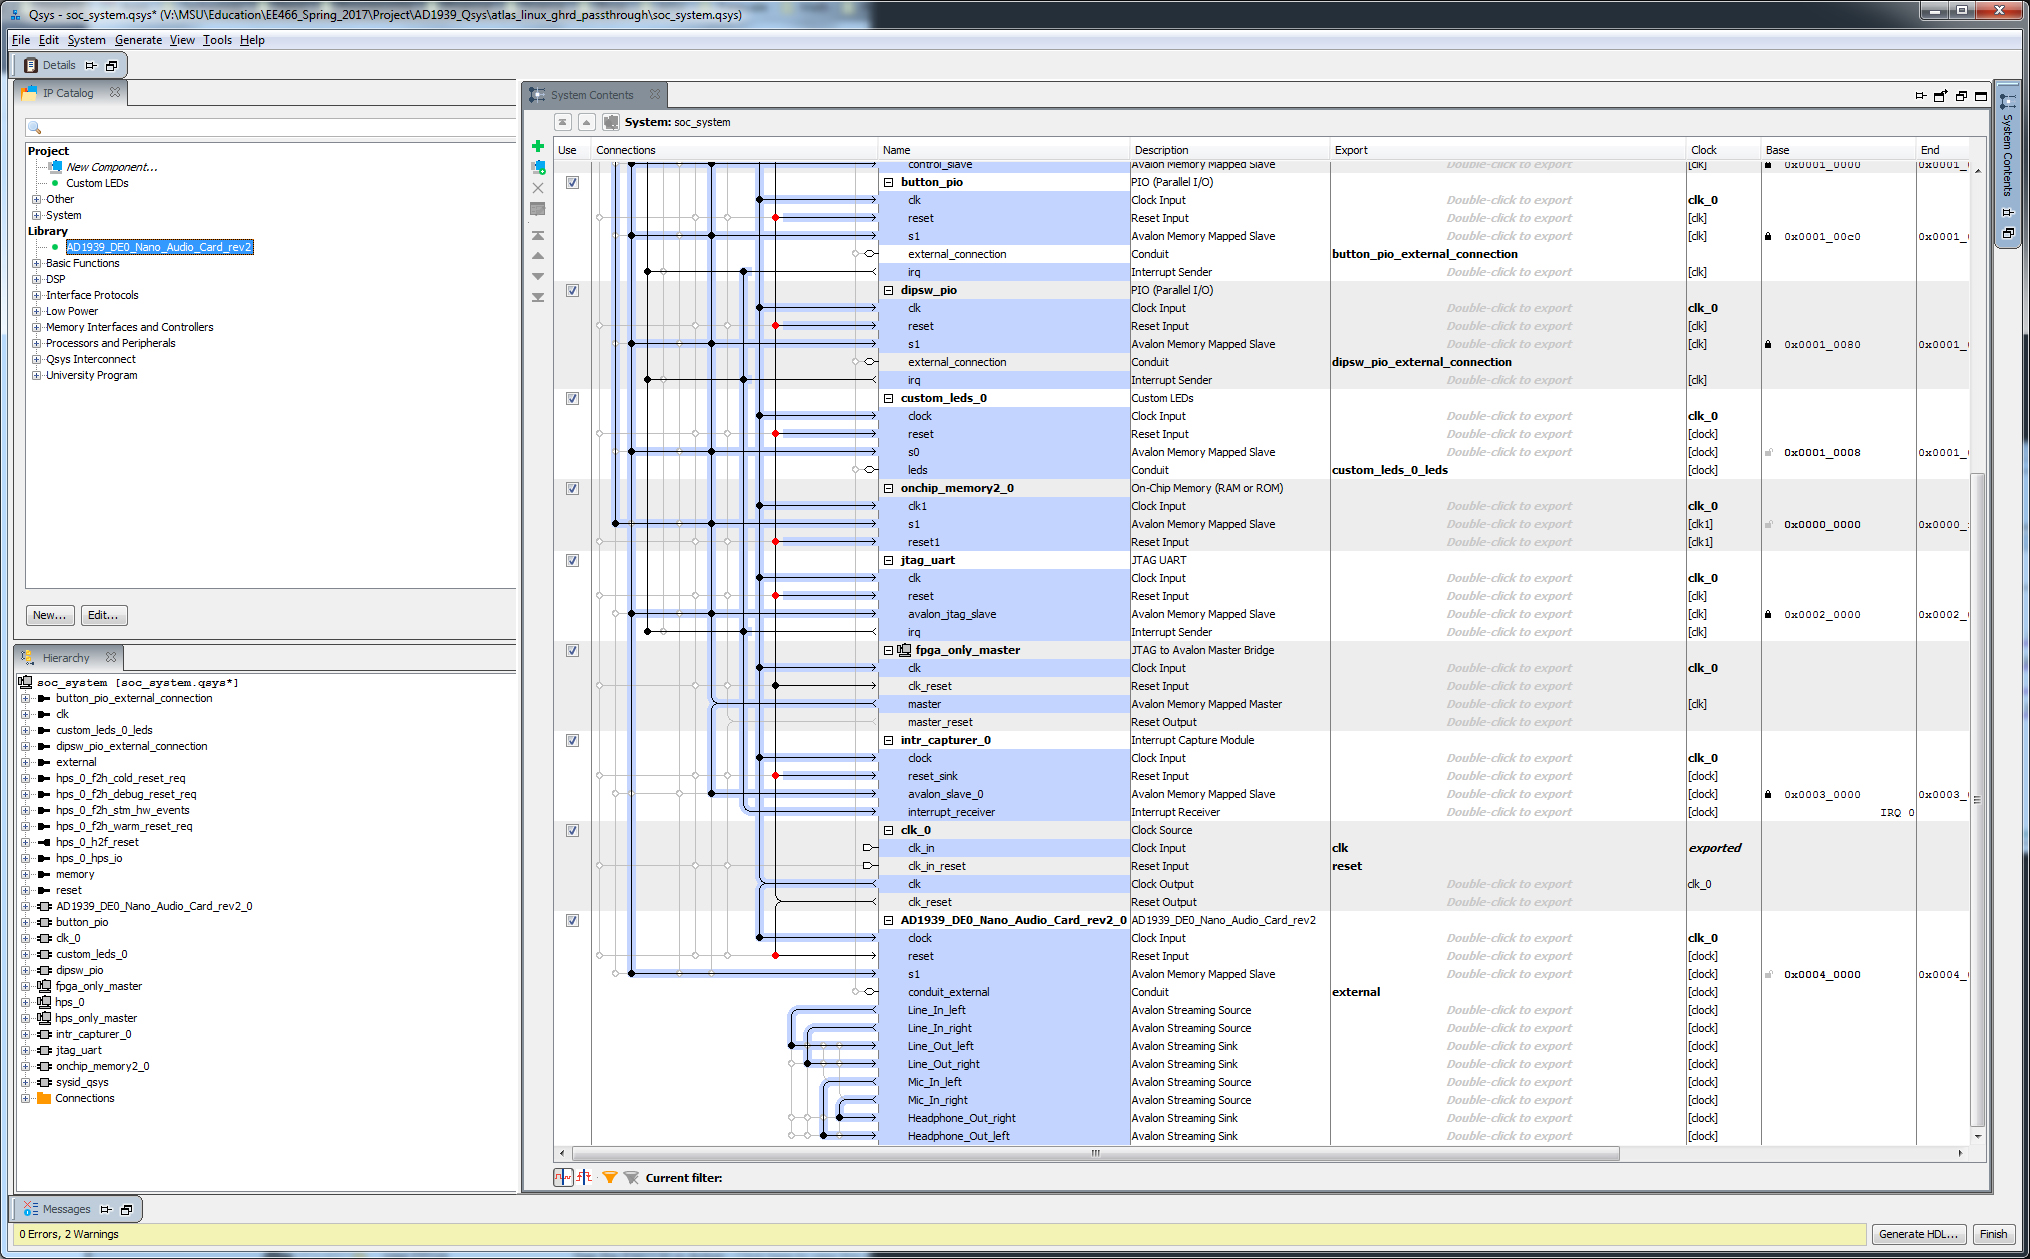 Qsys - soc_system.qsys* (V:\MSU\Education\EE466_Spring_2017\Project\AD1939_Qsys\atlas_linux_ghrd_passthrough\soc_system.qsys)
File Edit System Generate View Tools Help
Details
IP Catalog
Project
New Component...
Custom LEDs
Other
System
Library
AD1939_DE0_Nano_Audio_Card_rev2
Basic Functions
DSP
Interface Protocols
Low Power
Memory Interfaces and Controllers
Processors and Peripherals
Qsys Interconnect
University Program
New... Edit...
Hierarchy
soc_system [soc_system.qsys*]
button_pio_external_connection
clk
custom_leds_0_leds
dipsw_pio_external_connection
external
hps_0_f2h_cold_reset_req
hps_0_f2h_debug_reset_req
hps_0_f2h_stm_hw_events
hps_0_f2h_warm_reset_req
hps_0_h2f_reset
hps_0_hps_io
memory
reset
AD1939_DE0_Nano_Audio_Card_rev2_0
button_pio
clk_0
custom_leds_0
dipsw_pio
fpga_only_master
hps_0
hps_only_master
intr_capturer_0
jtag_uart
onchip_memory2_0
sysid_qsys
Connections
System Contents
System: soc_system
Use Connections Name Description Export Clock Base End
control_slave Avalon Memory Mapped Slave Double-click to export [clk] 0x0001_0000 0x0001_
button_pio PIO (Parallel I/O)
clk Clock Input Double-click to export clk_0
reset Reset Input Double-click to export [clk]
s1 Avalon Memory Mapped Slave Double-click to export [clk] 0x0001_00c0 0x0001_
external_connection Conduit button_pio_external_connection
irq Interrupt Sender Double-click to export [clk]
dipsw_pio PIO (Parallel I/O)
clk Clock Input Double-click to export clk_0
reset Reset Input Double-click to export [clk]
s1 Avalon Memory Mapped Slave Double-click to export [clk] 0x0001_0080 0x0001_
external_connection Conduit dipsw_pio_external_connection
irq Interrupt Sender Double-click to export [clk]
custom_leds_0 Custom LEDs
clock Clock Input Double-click to export clk_0
reset Reset Input Double-click to export [clock]
s0 Avalon Memory Mapped Slave Double-click to export [clock] 0x0001_0008 0x0001_
leds Conduit custom_leds_0_leds [clock]
onchip_memory2_0 On-Chip Memory (RAM or ROM)
clk1 Clock Input Double-click to export clk_0
s1 Avalon Memory Mapped Slave Double-click to export [clk1] 0x0000_0000 0x0000_
reset1 Reset Input Double-click to export [clk1]
jtag_uart JTAG UART
clk Clock Input Double-click to export clk_0
reset Reset Input Double-click to export [clk]
avalon_jtag_slave Avalon Memory Mapped Slave Double-click to export [clk] 0x0002_0000 0x0002_
irq Interrupt Sender Double-click to export [clk]
fpga_only_master JTAG to Avalon Master Bridge
clk Clock Input Double-click to export clk_0
clk_reset Reset Input Double-click to export
master Avalon Memory Mapped Master Double-click to export [clk]
master_reset Reset Output Double-click to export
intr_capturer_0 Interrupt Capture Module
clock Clock Input Double-click to export clk_0
reset_sink Reset Input Double-click to export [clock]
avalon_slave_0 Avalon Memory Mapped Slave Double-click to export [clock] 0x0003_0000 0x0003_
interrupt_receiver Interrupt Receiver Double-click to export [clock] IRQ 0
clk_0 Clock Source
clk_in Clock Input clk exported
clk_in_reset Reset Input reset
clk Clock Output Double-click to export clk_0
clk_reset Reset Output Double-click to export
AD1939_DE0_Nano_Audio_Card_rev2_0 AD1939_DE0_Nano_Audio_Card_rev2
clock Clock Input Double-click to export clk_0
reset Reset Input Double-click to export [clock]
s1 Avalon Memory Mapped Slave Double-click to export [clock] 0x0004_0000 0x0004_
conduit_external Conduit external [clock]
Line_In_left Avalon Streaming Source Double-click to export [clock]
Line_In_right Avalon Streaming Source Double-click to export [clock]
Line_Out_left Avalon Streaming Sink Double-click to export [clock]
Line_Out_right Avalon Streaming Sink Double-click to export [clock]
Mic_In_left Avalon Streaming Source Double-click to export [clock]
Mic_In_right Avalon Streaming Source Double-click to export [clock]
Headphone_Out_right Avalon Streaming Sink Double-click to export [clock]
Headphone_Out_left Avalon Streaming Sink Double-click to export [clock]
Current filter:
System Contents
Messages
0 Errors, 2 Warnings
Generate HDL... Finish